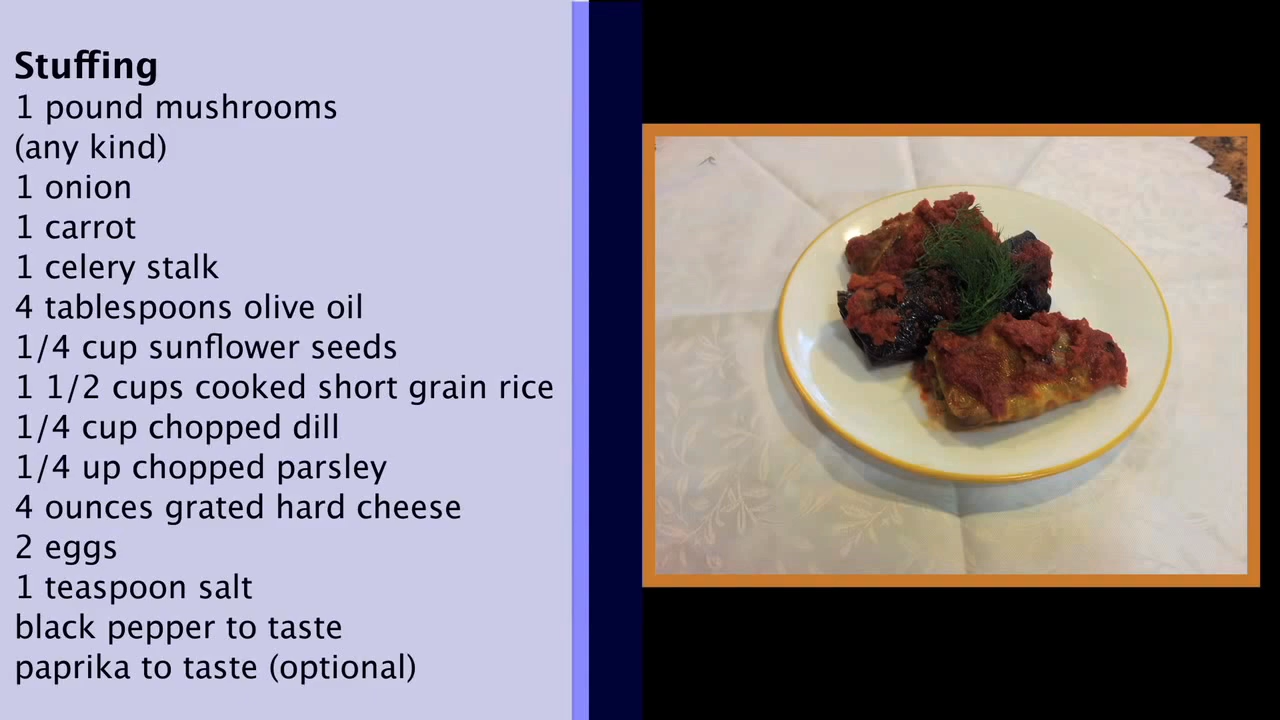 Stuffing
1 pound mushrooms
(any kind)
1 onion
1 carrot
1 celery stalk
4 tablespoons olive oil
1/4 cup sunflower seeds
1 1/2 cups cooked short grain rice
1/4 cup chopped dill
1/4 up chopped parsley
4 ounces grated hard cheese
2 eggs
1 teaspoon salt
black pepper to taste
paprika to taste (optional)